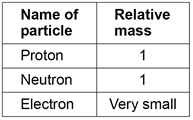 Name of particle Relative mass
Proton 1
Neutron 1
Electron Very small